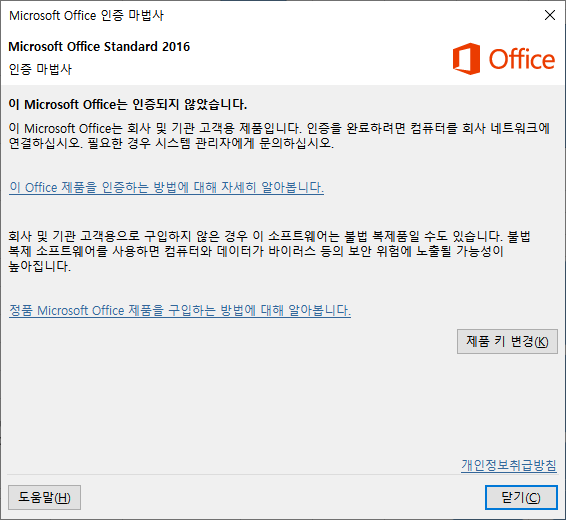 Microsoft Office 인증 마법사
Microsoft Office Standard 2016
인증 마법사
Office
이 Microsoft Office는 인증되지 않았습니다.
이 Microsoft Office는 회사 및 기관 고객용 제품입니다. 인증을 완료하려면 컴퓨터를 회사 네트워크에
연결하십시오. 필요한 경우 시스템 관리자에게 문의하십시오.
이 Office 제품을 인증하는 방법에 대해 자세히 알아봅니다.
회사 및 기관 고객용으로 구입하지 않은 경우 이 소프트웨어는 불법 복제품일 수도 있습니다. 불법
복제 소프트웨어를 사용하면 컴퓨터와 데이터가 바이러스 등의 보안 위험에 노출될 가능성이
높아집니다.
정품 Microsoft Office 제품을 구입하는 방법에 대해 알아봅니다.
제품 키 변경(K)
개인정보취급방침
도움말(H)
닫기(C)